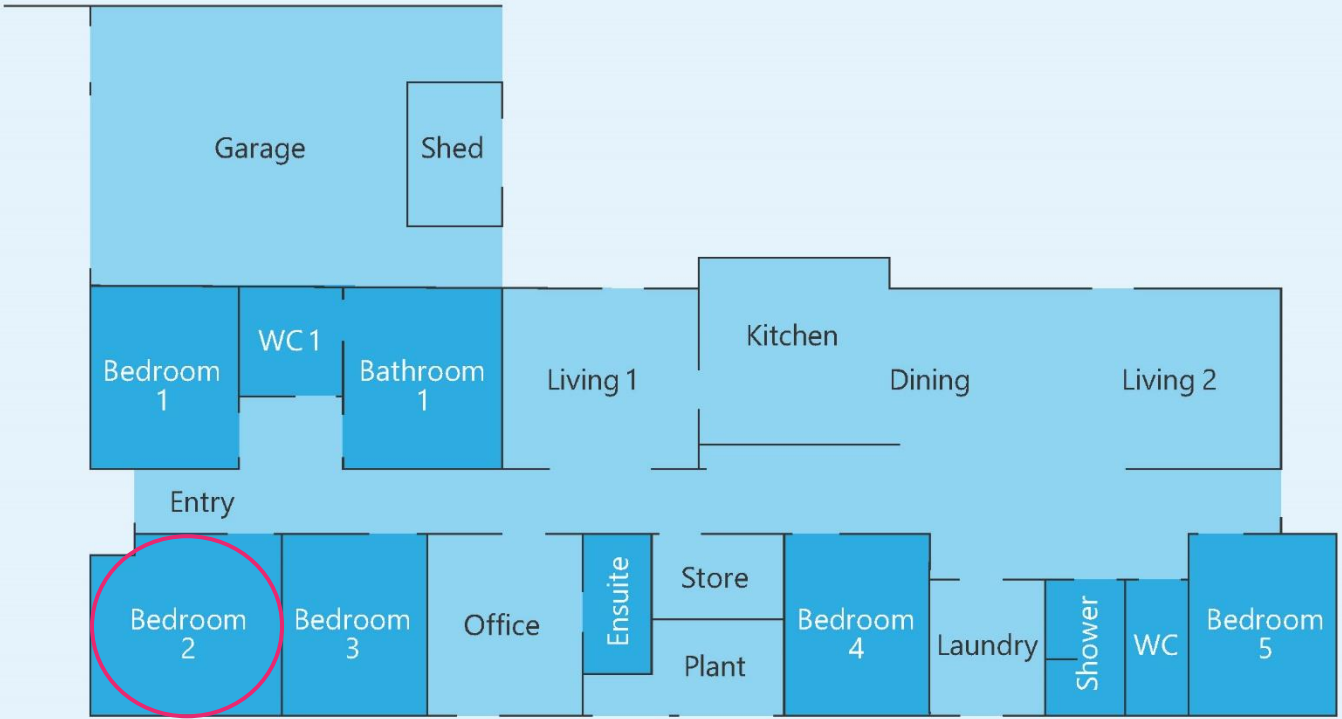 Garage
Shed
Bedroom
1
WC 1
Bathroom
1
Living 1
Kitchen
Dining
Living 2
Entry
Bedroom
2
Bedroom
3
Office
Ensuite
Store
Plant
Bedroom
4
Laundry
Shower
WC
Bedroom
5